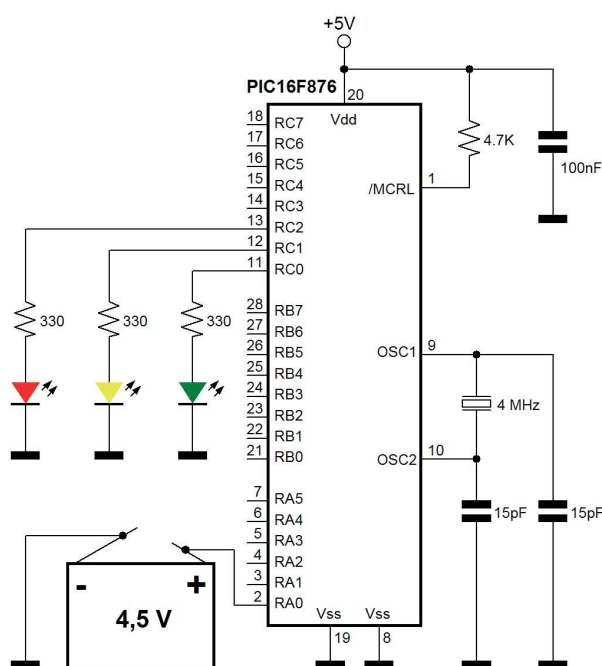 +5V
PIC16F876
20
Vdd
18 RC7
17 RC6
16 RC5
15 RC4
14 RC3
13 RC2
12 RC1
11 RC0
4.7K
100nF
1
/MCRL
330
330
330
28 RB7
27 RB6
26 RB5
25 RB4
24 RB3
23 RB2
22 RB1
21 RB0
OSC1 9
4 MHz
OSC2 10
15pF
15pF
7 RA5
6 RA4
5 RA3
4 RA2
3 RA1
2 RA0
- +
4,5 V
Vss Vss
19 8